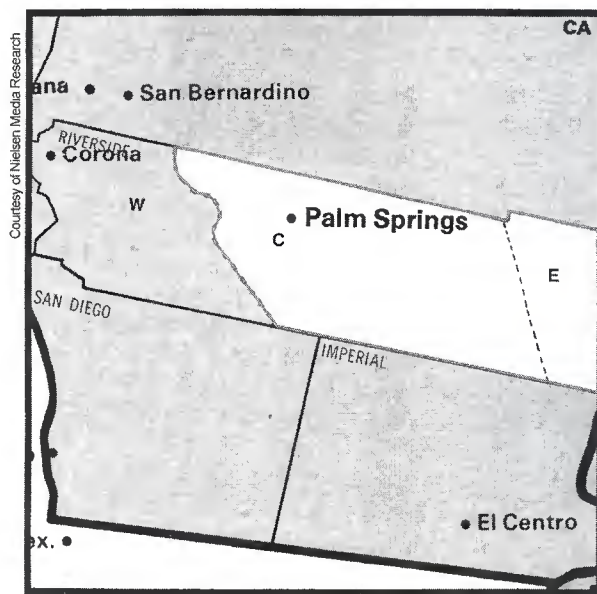 Courtesy of Nielsen Media Research
CA
ana
San Bernardino
RIVERSIDE
Corona
W
Palm Springs
C
E
SAN DIEGO
IMPERIAL
El Centro
ex.